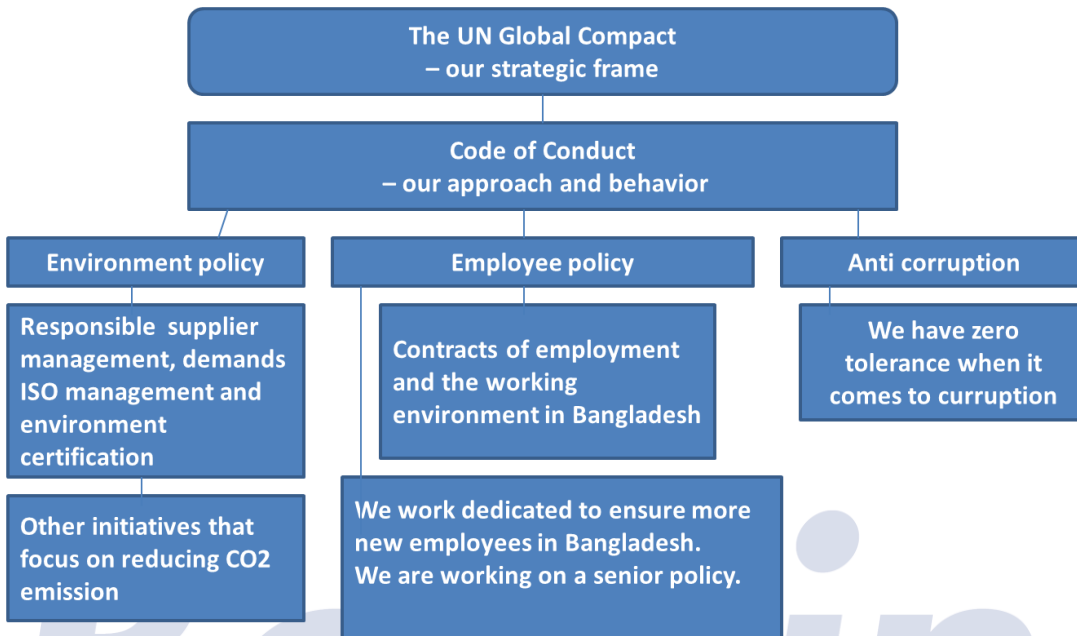 The UN Global Compact
– our strategic frame
Code of Conduct
– our approach and behavior
Environment policy
Responsible supplier
management, demands
ISO management and
environment
certification
Other initiatives that
focus on reducing CO2
emission
Employee policy
Contracts of employment
and the working
environment in Bangladesh
We work dedicated to ensure more
new employees in Bangladesh.
We are working on a senior policy.
Anti corruption
We have zero
tolerance when it
comes to curruption